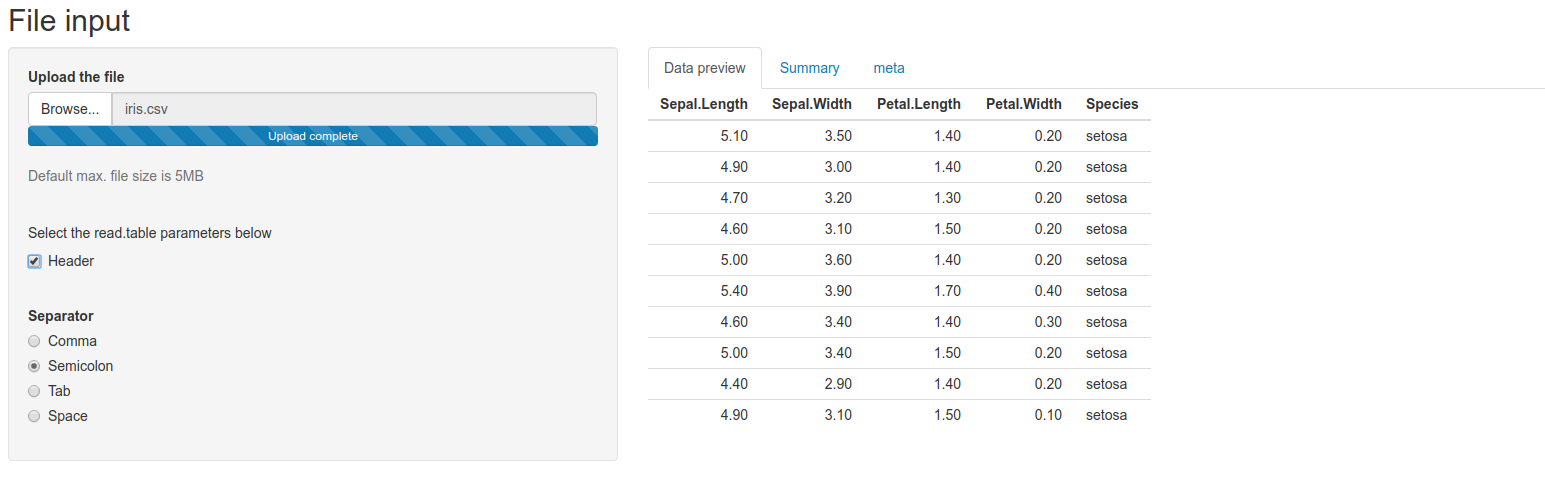 File input
Upload the file
Browse... iris.csv
Upload complete
Default max. file size is 5MB
Select the read.table parameters below
Header
Separator
Comma
Semicolon
Tab
Space
Data preview Summary meta
Sepal.Length Sepal.Width Petal.Length Petal.Width Species
5.10 3.50 1.40 0.20 setosa
4.90 3.00 1.40 0.20 setosa
4.70 3.20 1.30 0.20 setosa
4.60 3.10 1.50 0.20 setosa
5.00 3.60 1.40 0.20 setosa
5.40 3.90 1.70 0.40 setosa
4.60 3.40 1.40 0.30 setosa
5.00 3.40 1.50 0.20 setosa
4.40 2.90 1.40 0.20 setosa
4.90 3.10 1.50 0.10 setosa